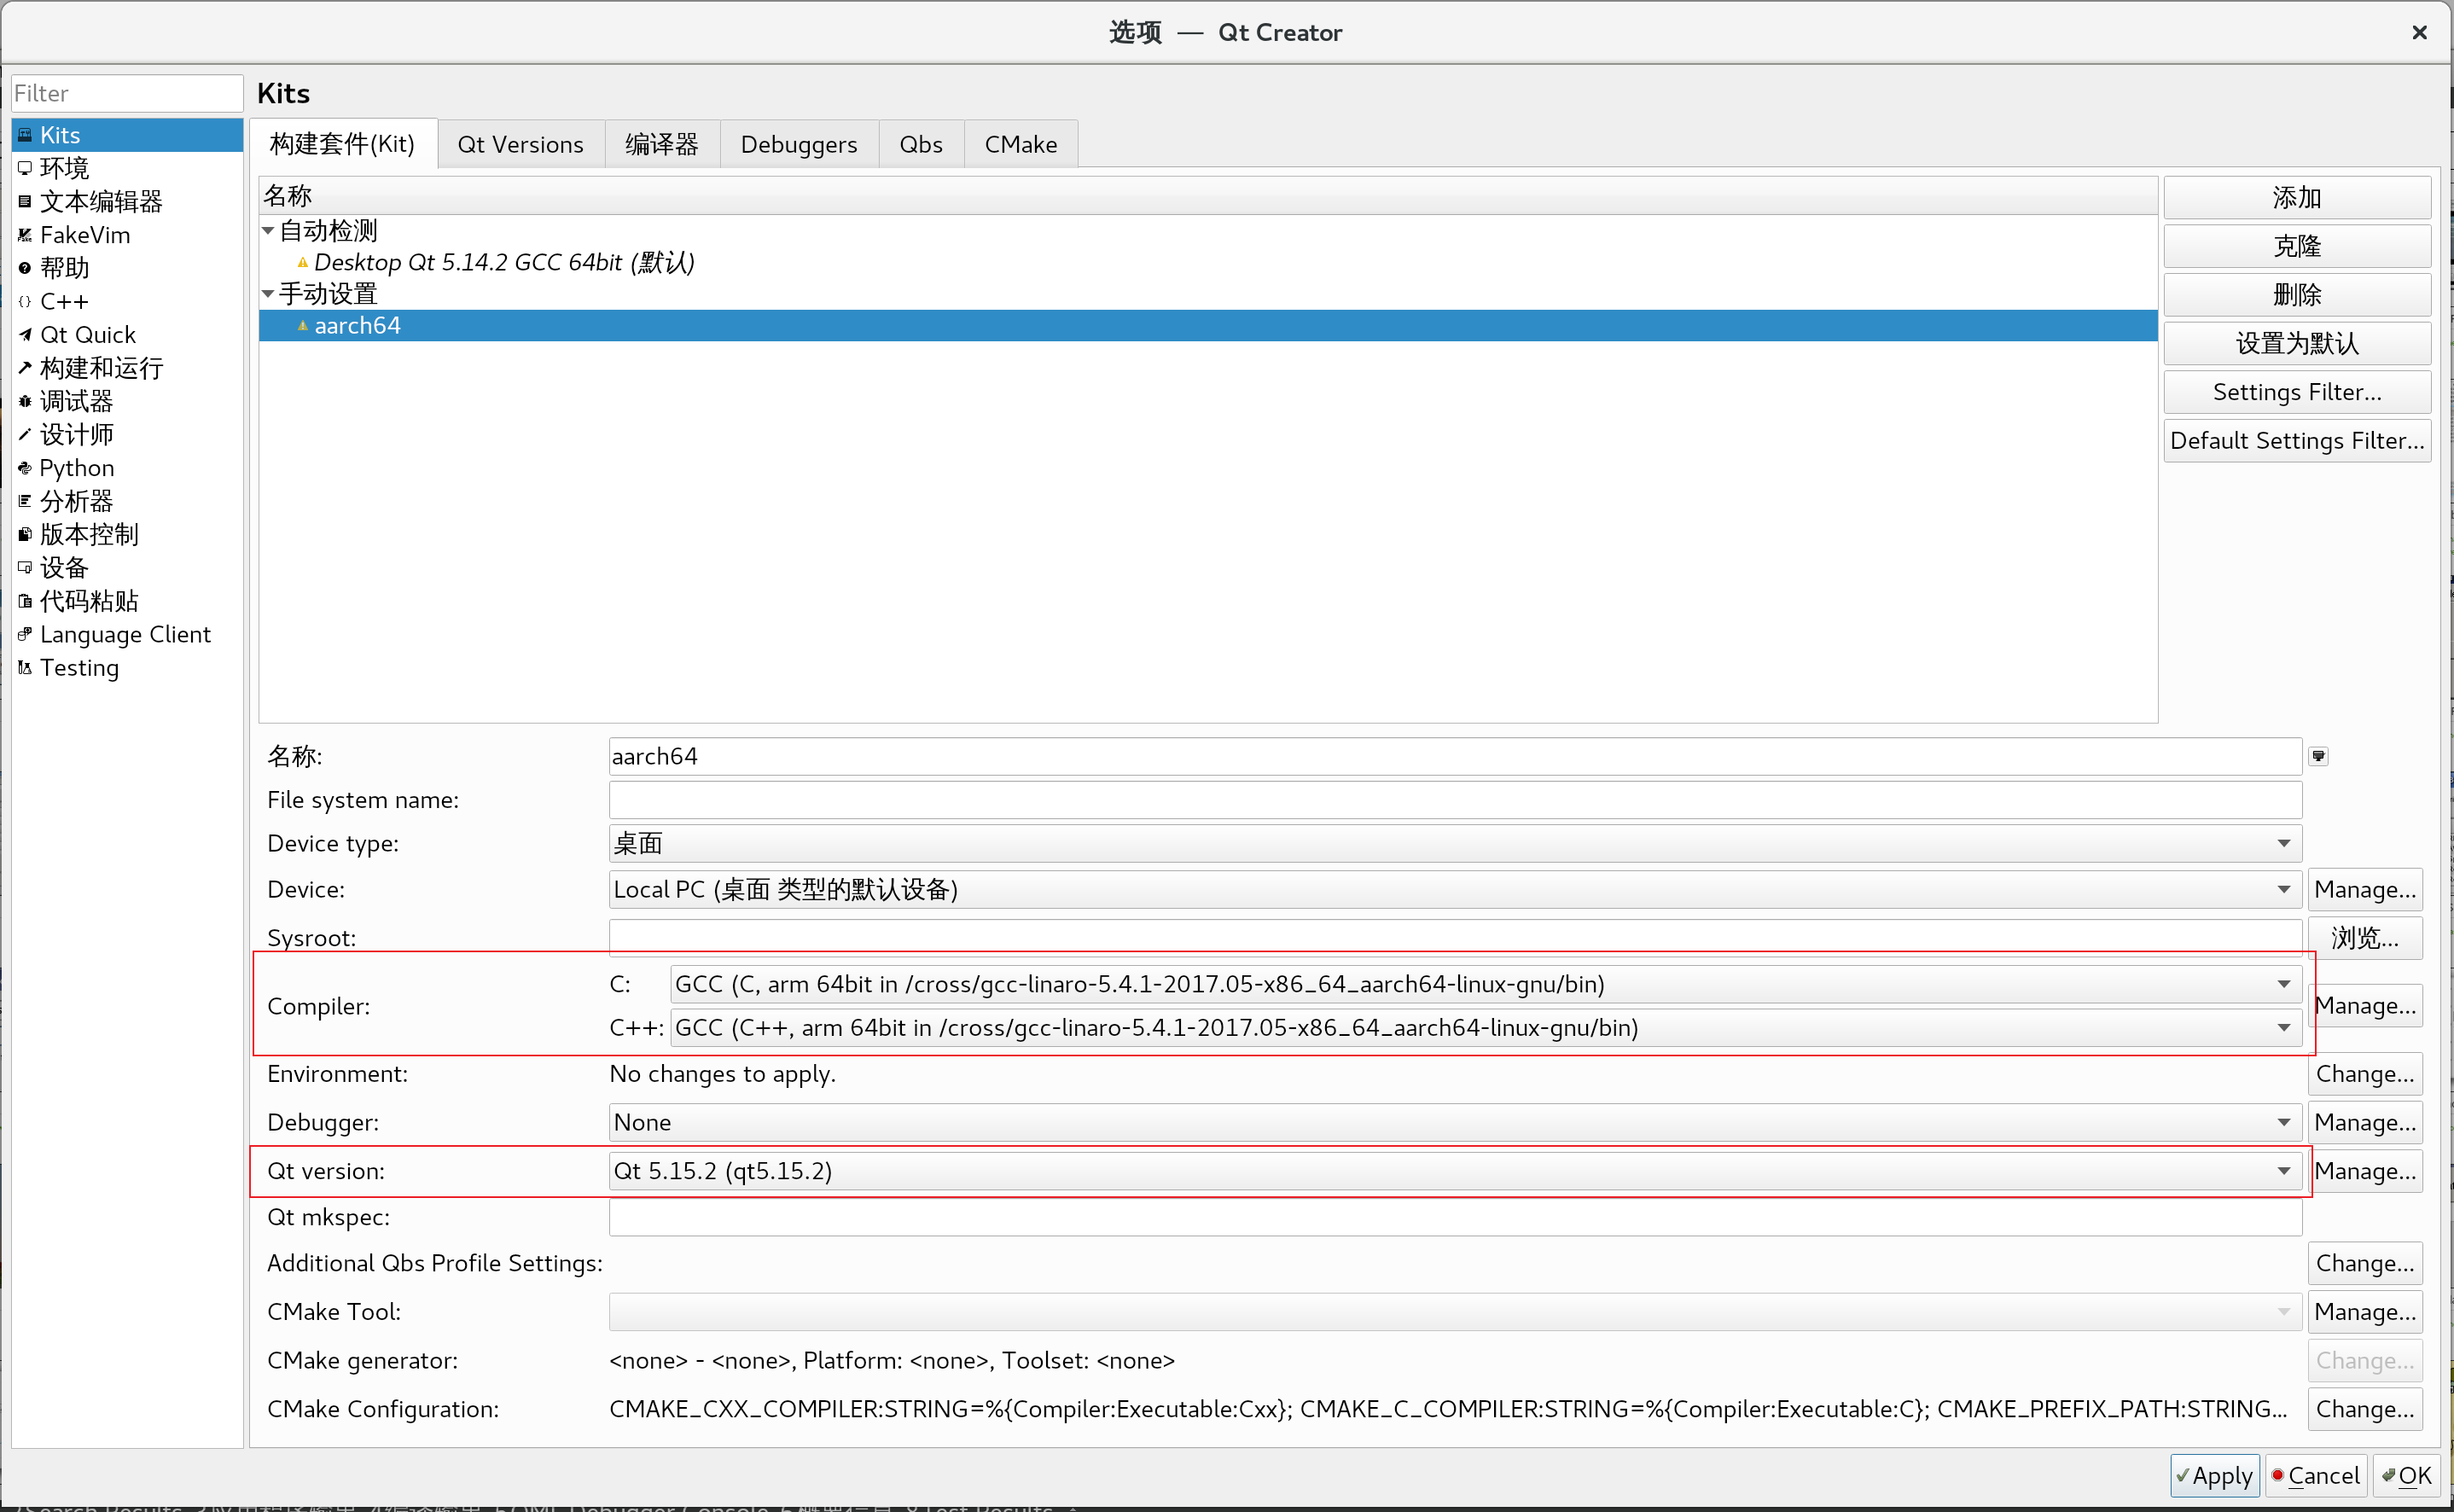 选项 — Qt Creator
Filter
Kits
环境
文本编辑器
FakeVim
帮助
C++
Qt Quick
构建和运行
调试器
设计师
Python
分析器
版本控制
设备
代码粘贴
Language Client
Testing
Kits
构建套件(Kit) Qt Versions 编译器 Debuggers Qbs CMake
名称
自动检测
Desktop Qt 5.14.2 GCC 64bit (默认)
手动设置
aarch64
添加
克隆
删除
设置为默认
Settings Filter...
Default Settings Filter...
名称: aarch64
File system name:
Device type: 桌面
Device: Local PC (桌面 类型的默认设备) Manage...
Sysroot: 浏览...
Compiler: C: GCC (C, arm 64bit in /cross/gcc-linaro-5.4.1-2017.05-x86_64_aarch64-linux-gnu/bin)
C++: GCC (C++, arm 64bit in /cross/gcc-linaro-5.4.1-2017.05-x86_64_aarch64-linux-gnu/bin) Manage...
Environment: No changes to apply. Change...
Debugger: None Manage...
Qt version: Qt 5.15.2 (qt5.15.2) Manage...
Qt mkspec:
Additional Qbs Profile Settings: Change...
CMake Tool: Manage...
CMake generator: <none> - <none>, Platform: <none>, Toolset: <none> Change...
CMake Configuration: CMAKE_CXX_COMPILER:STRING=%{Compiler:Executable:Cxx}; CMAKE_C_COMPILER:STRING=%{Compiler:Executable:C}; CMAKE_PREFIX_PATH:STRING... Change...
Apply Cancel OK